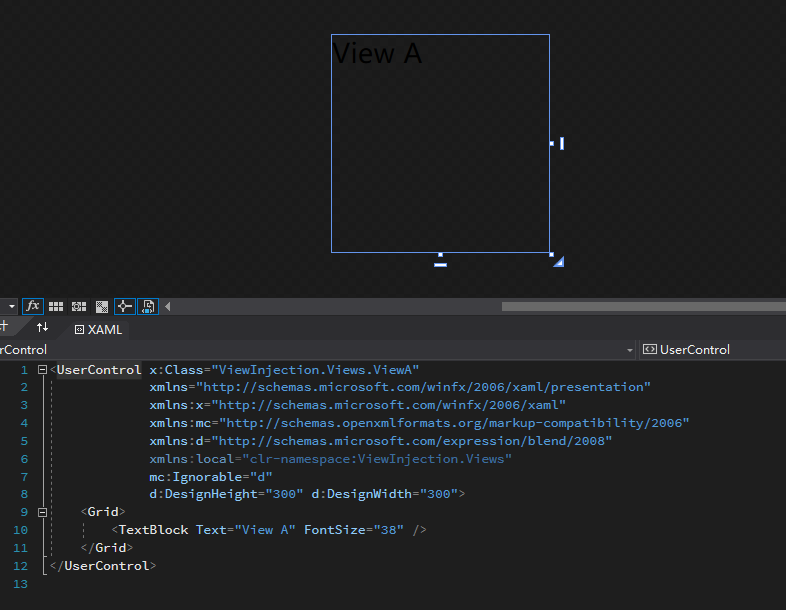 View A
fx
计
XAML
rControl
UserControl
1 <UserControl x:Class="ViewInjection.Views.ViewA"
2 xmlns="http://schemas.microsoft.com/winfx/2006/xaml/presentation"
3 xmlns:x="http://schemas.microsoft.com/winfx/2006/xaml"
4 xmlns:mc="http://schemas.openxmlformats.org/markup-compatibility/2006"
5 xmlns:d="http://schemas.microsoft.com/expression/blend/2008"
6 xmlns:local="clr-namespace:ViewInjection.Views"
7 mc:Ignorable="d"
8 d:DesignHeight="300" d:DesignWidth="300">
9 <Grid>
10 <TextBlock Text="View A" FontSize="38" />
11 </Grid>
12 </UserControl>
13